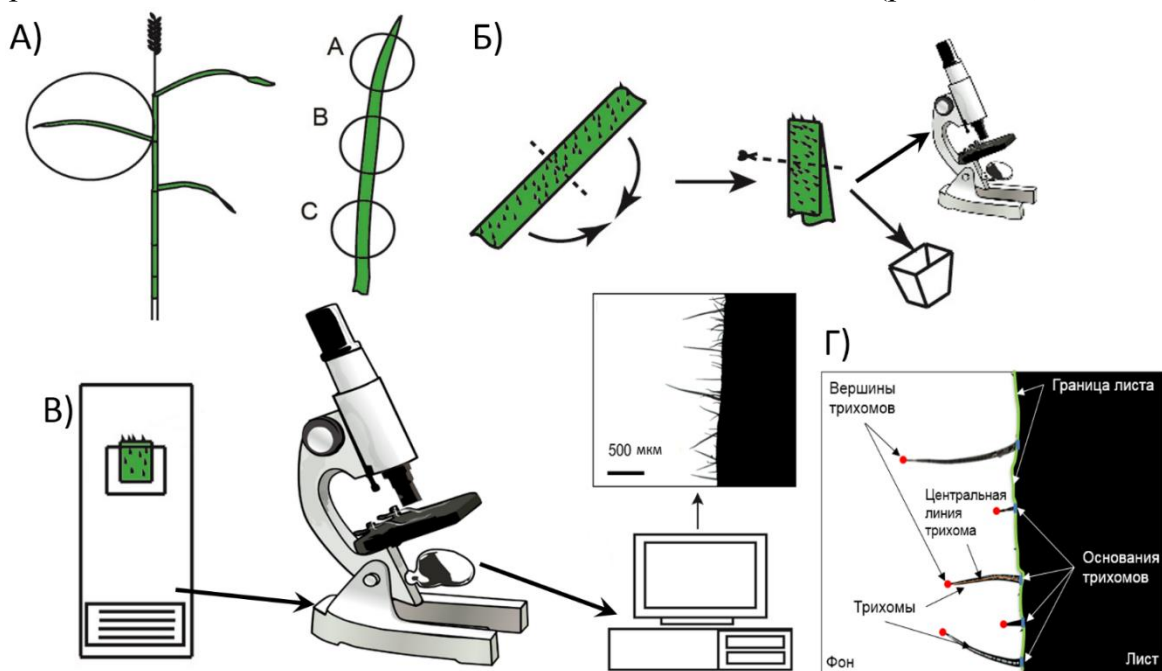 А)
A
B
C
Б)
В)
500 мкм
Г)
Вершины
трихомов
Граница листа
Центральная
линия
трихома
Основания
трихомов
Трихомы
Фон
Лист